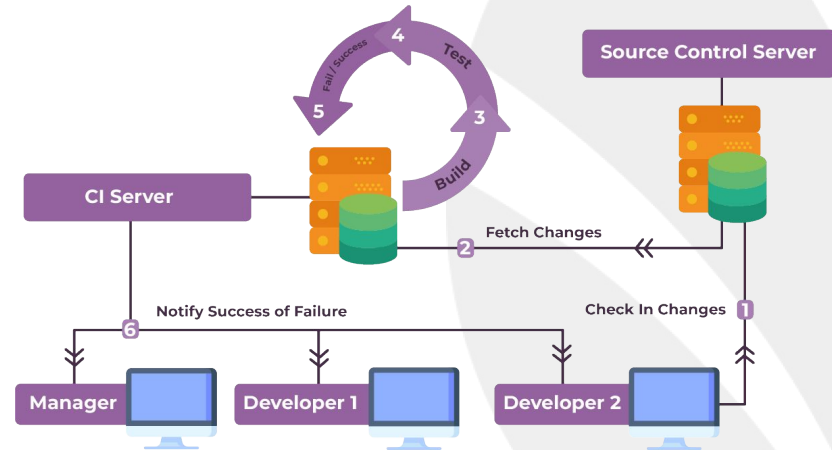 4
Test
Fail / Success
5
3
Build
Source Control Server
CI Server
2
Fetch Changes
Check In Changes
1
6
Notify Success of Failure
Manager
Developer 1
Developer 2